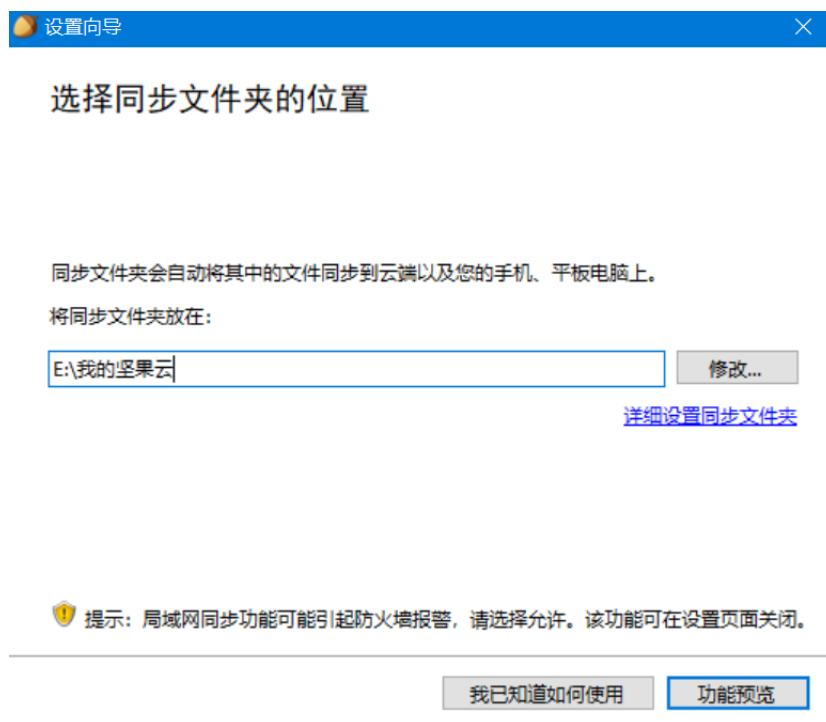 设置向导
选择同步文件夹的位置
同步文件夹会自动将其中的文件同步到云端以及您的手机、平板电脑上。
将同步文件夹放在：
E:\我的坚果云
修改...
详细设置同步文件夹
提示：局域网同步功能可能引起防火墙报警，请选择允许。该功能可在设置页面关闭。
我已知道如何使用
功能预览